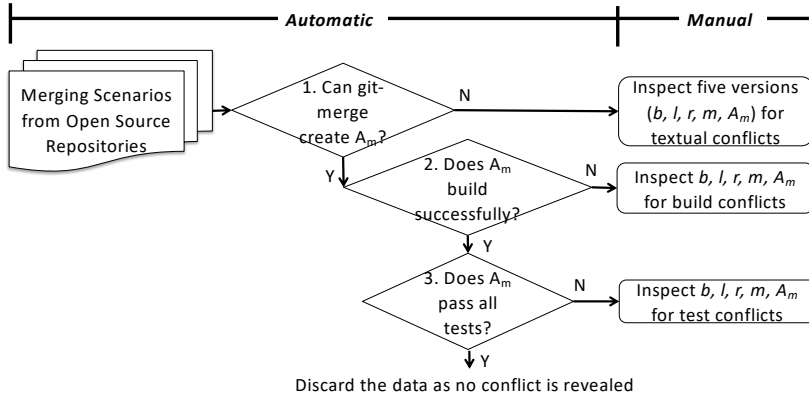 Automatic
Manual
Merging Scenarios
from Open Source
Repositories
1. Can git-
merge
create Am?
N
Inspect five versions
(b, l, r, m, Am) for
textual conflicts
Y
2. Does Am
build
successfully?
N
Inspect b, l, r, m, Am
for build conflicts
Y
3. Does Am
pass all
tests?
N
Inspect b, l, r, m, Am
for test conflicts
Y
Discard the data as no conflict is revealed